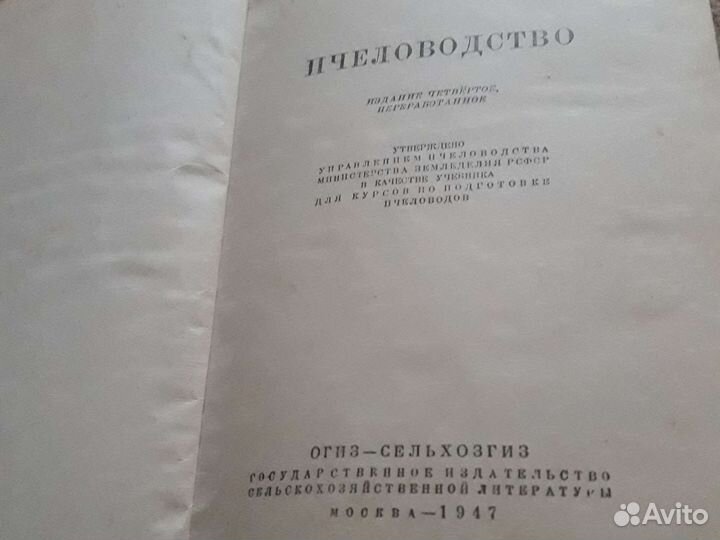 ПЧЕЛОВОДСТВО
ИЗДАНИЕ ЧЕТВЁРТОЕ,
ПЕРЕРАБОТАННОЕ
УТВЕРЖДЕНО
УПРАВЛЕНИЕМ ПЧЕЛОВОДСТВА
МИНИСТЕРСТВА ЗЕМЛЕДЕЛИЯ РСФСР
В КАЧЕСТВЕ УЧЕБНИКА
ДЛЯ КУРСОВ ПО ПОДГОТОВКЕ
ПЧЕЛОВОДОВ
ОГИЗ—СЕЛЬХОЗГИЗ
ГОСУДАРСТВЕННОЕ ИЗДАТЕЛЬСТВО
СЕЛЬСКОХОЗЯЙСТВЕННОЙ ЛИТЕРАТУРЫ
МОСКВА—1947
Avito